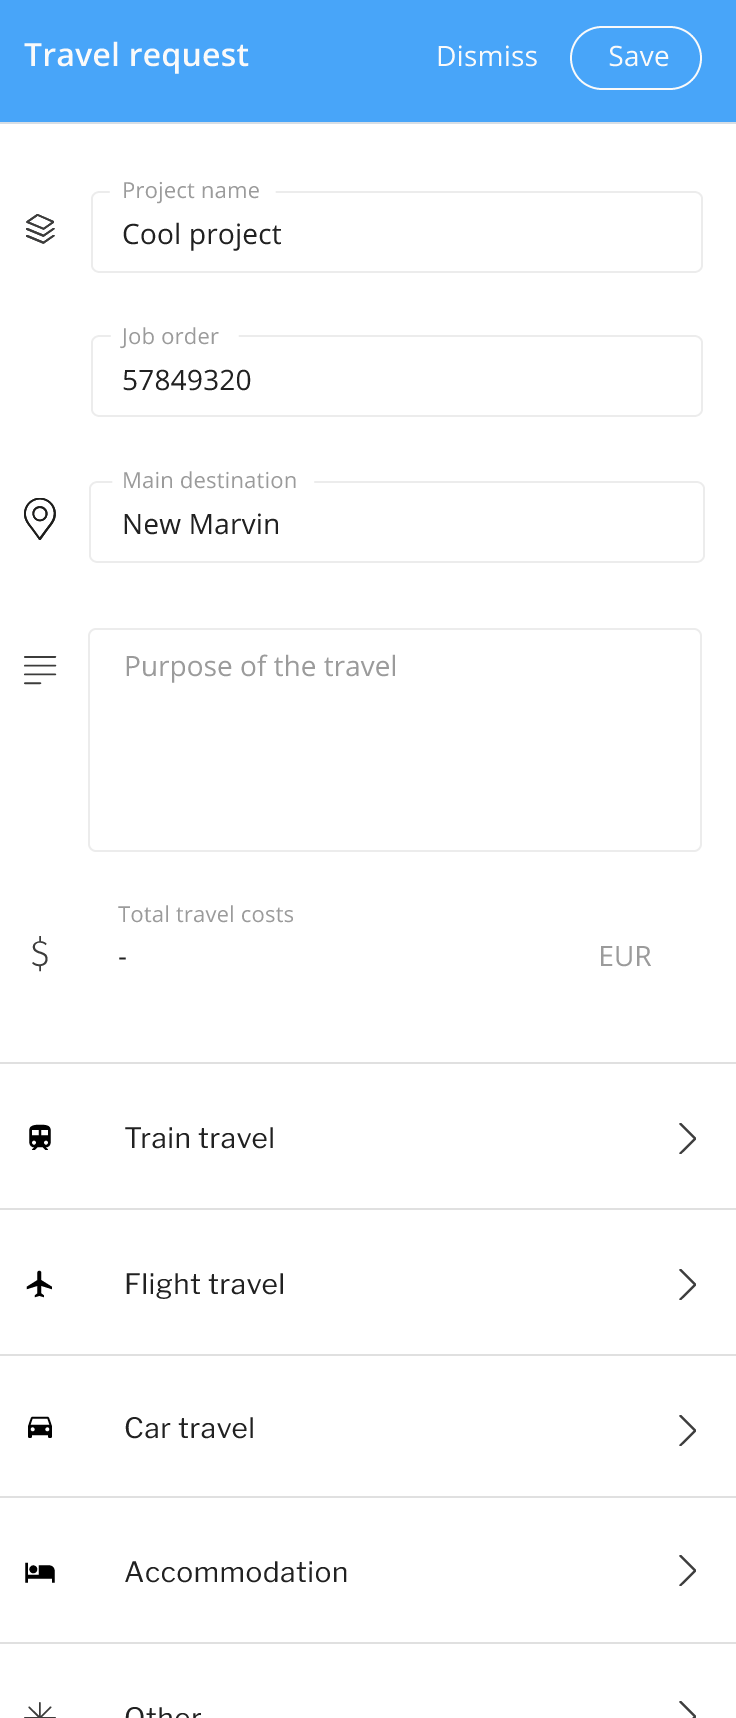 Travel request
Dismiss
Save
Project name
Cool project
Job order
57849320
Main destination
New Marvin
Purpose of the travel
Total travel costs
-
EUR
Train travel
Flight travel
Car travel
Accommodation
Other